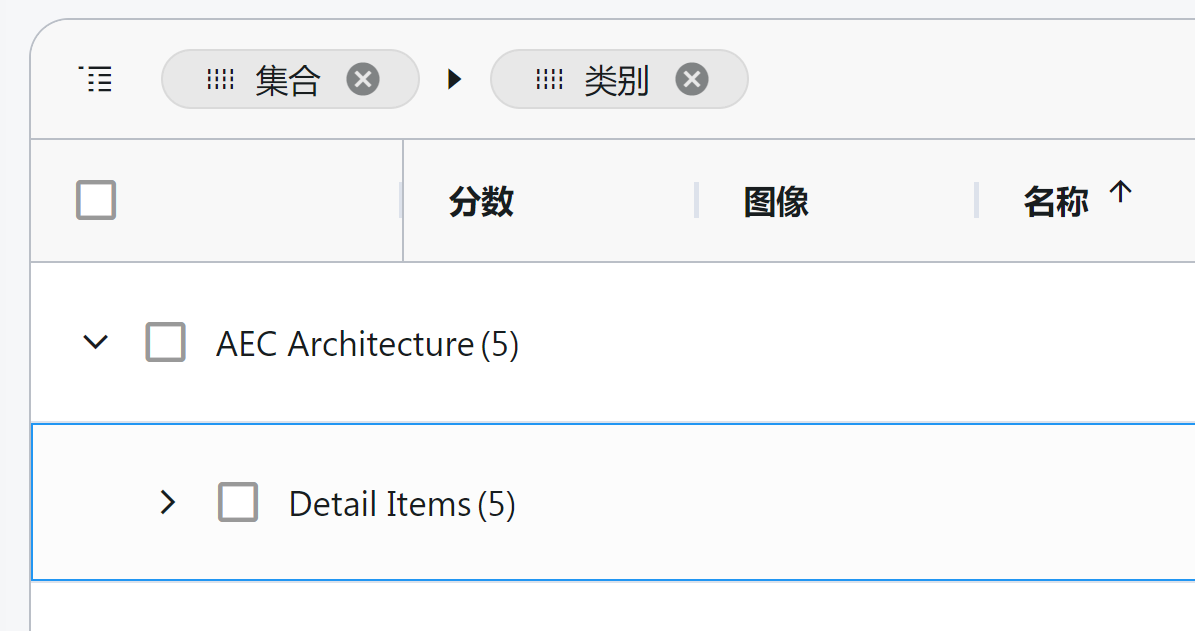 集合 类别
分数 图像 名称
AEC Architecture (5)
Detail Items (5)